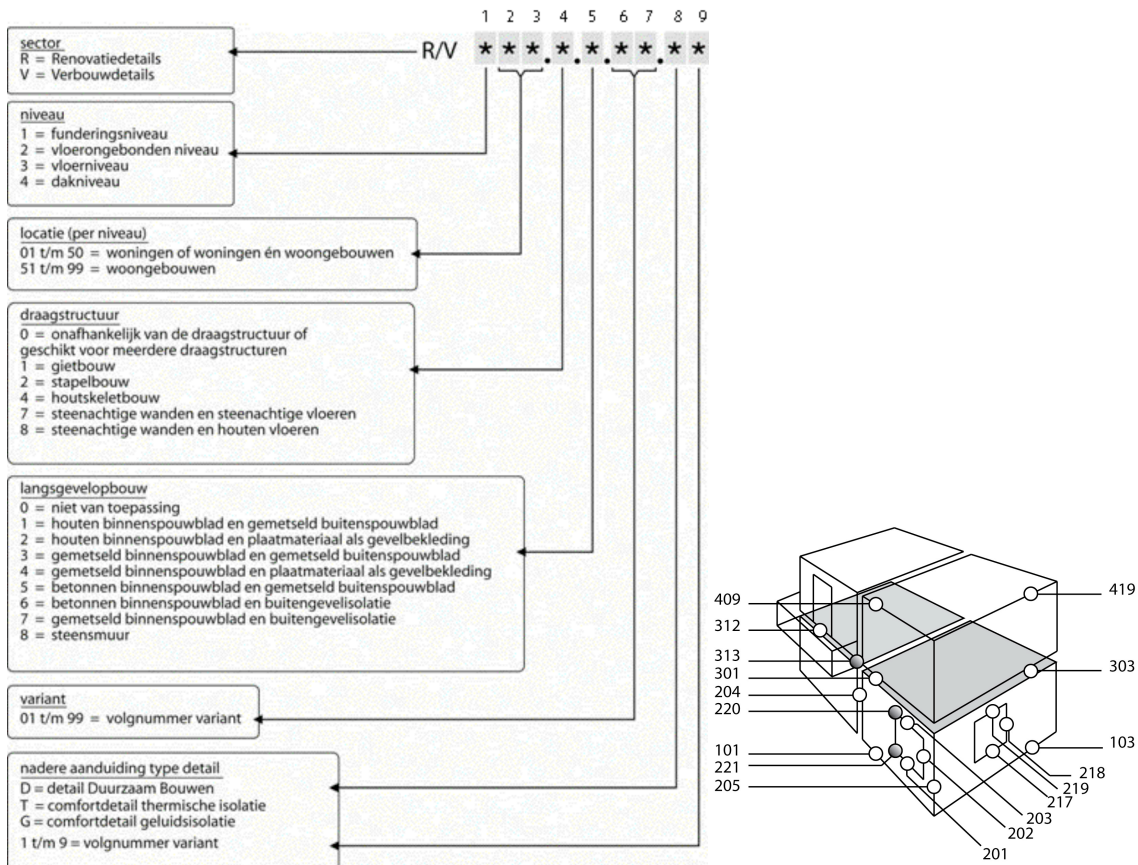 1 2 3 4 5 6 7 8 9
R/V ***.*.*.**.**
sector
R = Renovatiedetails
V = Verbouwdetails
niveau
1 = funderingsniveau
2 = vloerongebonden niveau
3 = vloerniveau
4 = dakniveau
locatie (per niveau)
01 t/m 50 = woningen of woningen én woongebouwen
51 t/m 99 = woongebouwen
draagstructuur
0 = onafhankelijk van de draagstructuur of
geschikt voor meerdere draagstructuren
1 = gietbouw
2 = stapelbouw
4 = houtskeletbouw
7 = steenachtige wanden en steenachtige vloeren
8 = steenachtige wanden en houten vloeren
langsgevelopbouw
0 = niet van toepassing
1 = houten binnenspouwblad en gemetseld buitenspouwblad
2 = houten binnenspouwblad en plaatmateriaal als gevelbekleding
3 = gemetseld binnenspouwblad en gemetseld buitenspouwblad
4 = gemetseld binnenspouwblad en plaatmateriaal als gevelbekleding
5 = betonnen binnenspouwblad en gemetseld buitenspouwblad
6 = betonnen binnenspouwblad en buitengevelisolatie
7 = gemetseld binnenspouwblad en buitengevelisolatie
8 = steensmuur
variant
01 t/m 99 = volgnummer variant
nadere aanduiding type detail
D = detail Duurzaam Bouwen
T = comfortdetail thermische isolatie
G = comfortdetail geluidsisolatie
1 t/m 9 = volgnummer variant
409
312
313
301
204
220
101
221
205
419
303
103
218
219
217
203
202
201